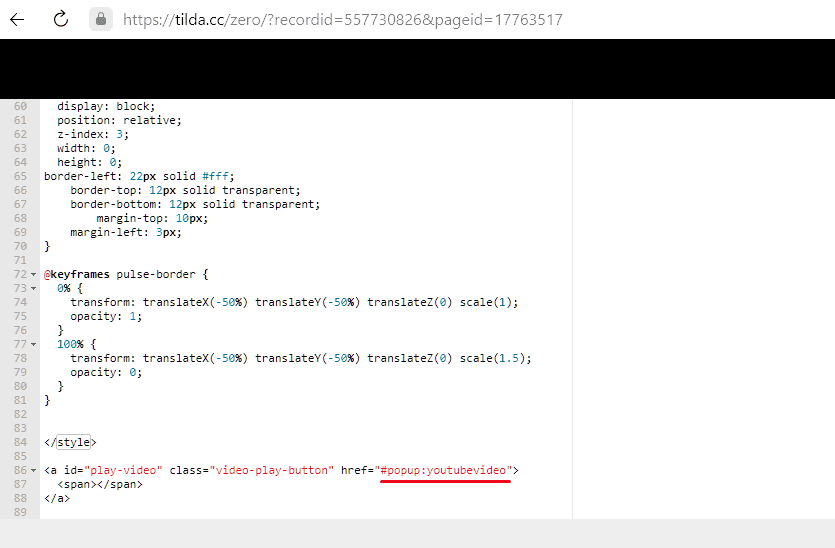 https://tilda.cc/zero/?recordid=557730826&pageid=17763517
60 display: block;
61 position: relative;
62 z-index: 3;
63 width: 0;
64 height: 0;
65 border-left: 22px solid #fff;
66 border-top: 12px solid transparent;
67 border-bottom: 12px solid transparent;
68 margin-top: 10px;
69 margin-left: 3px;
70 }
71
72 @keyframes pulse-border {
73 0% {
74 transform: translateX(-50%) translateY(-50%) translateZ(0) scale(1);
75 opacity: 1;
76 }
77 100% {
78 transform: translateX(-50%) translateY(-50%) translateZ(0) scale(1.5);
79 opacity: 0;
80 }
81 }
82
83
84 </style>
85
86 <a id="play-video" class="video-play-button" href="#popup:youtubevideo">
87 <span></span>
88 </a>
89